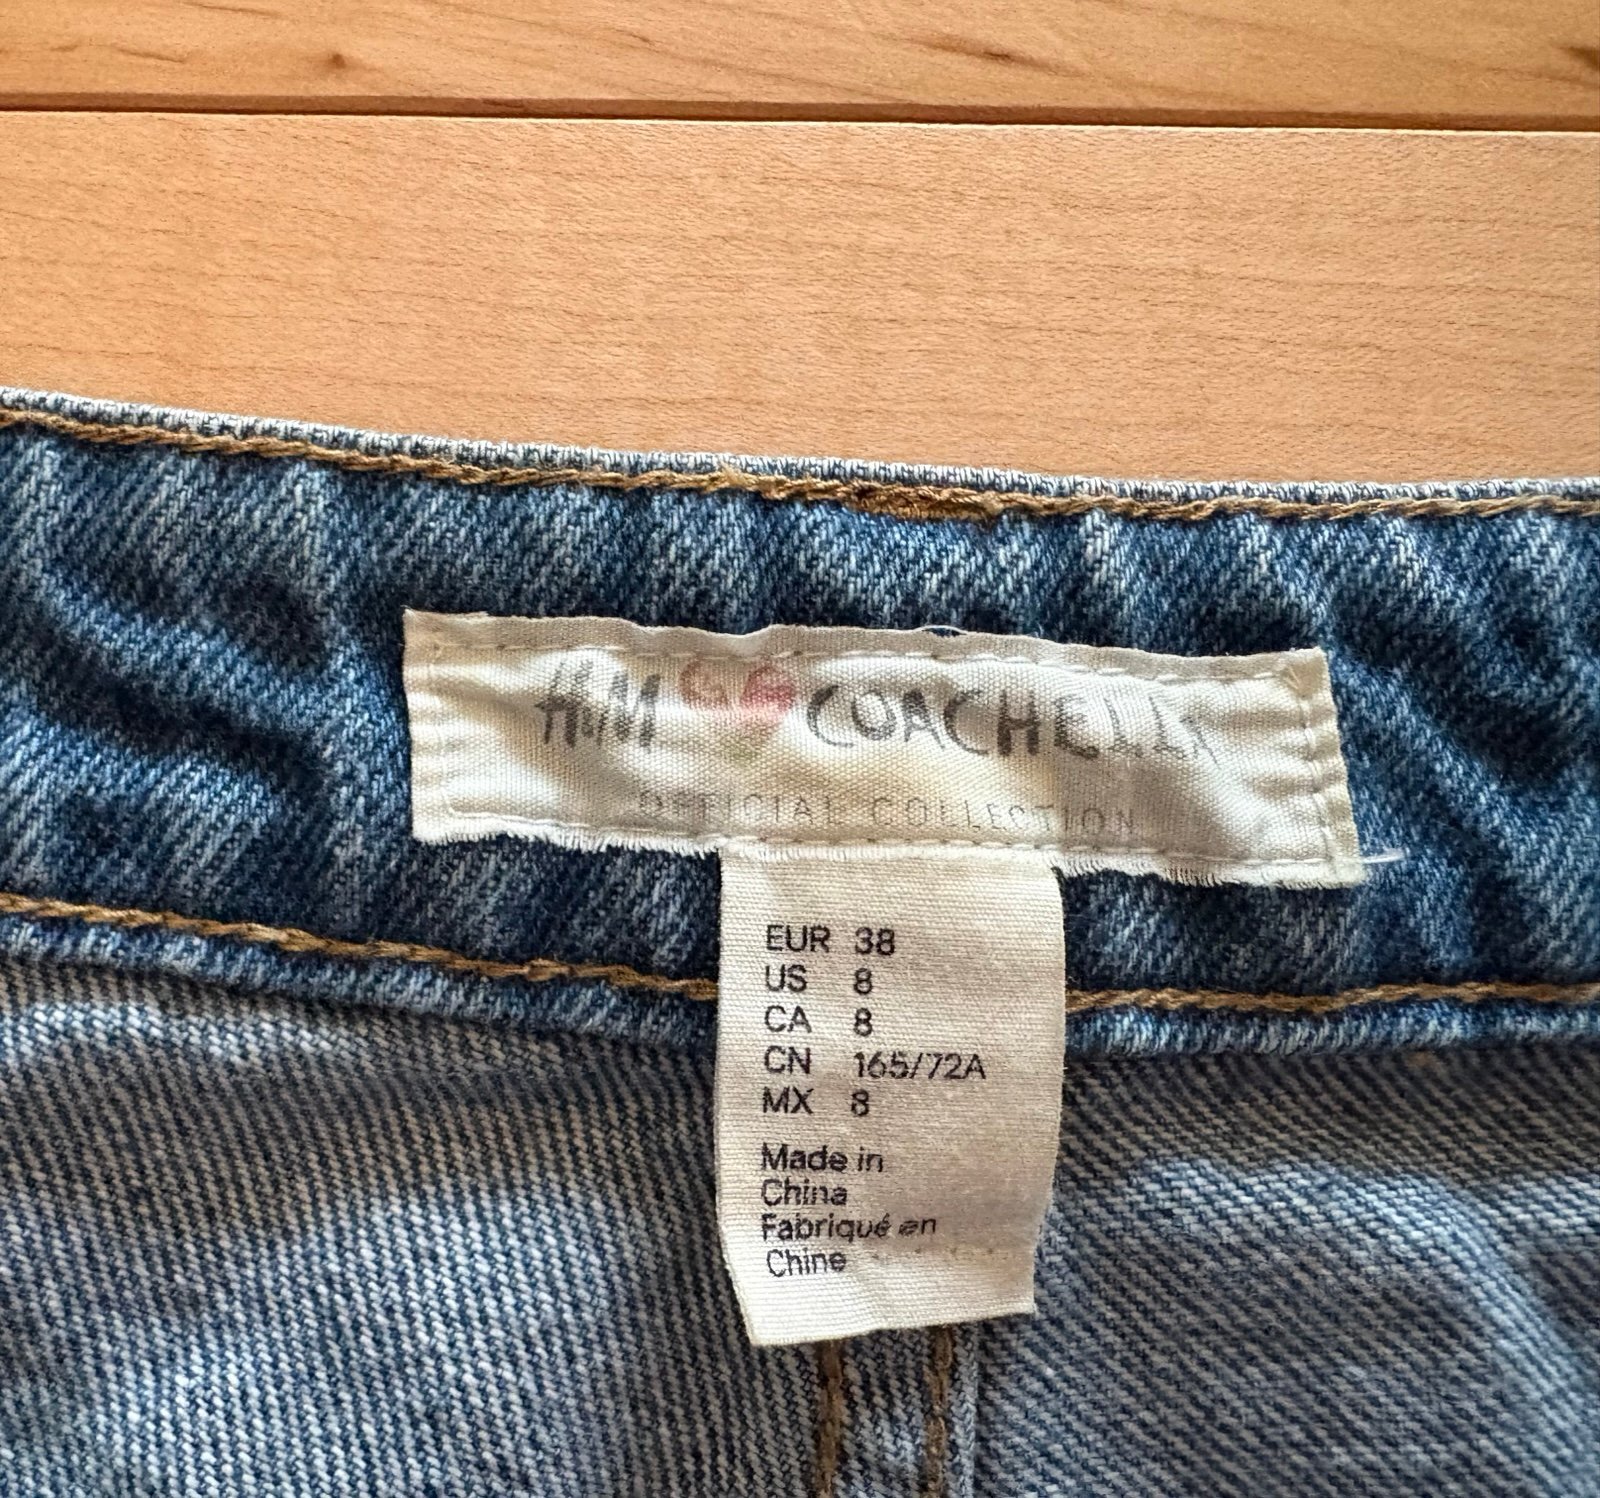 H&M COACHELLA
OFFICIAL COLLECTION
EUR 38
US 8
CA 8
CN 165/72A
MX 8
Made in
China
Fabriqué en
Chine